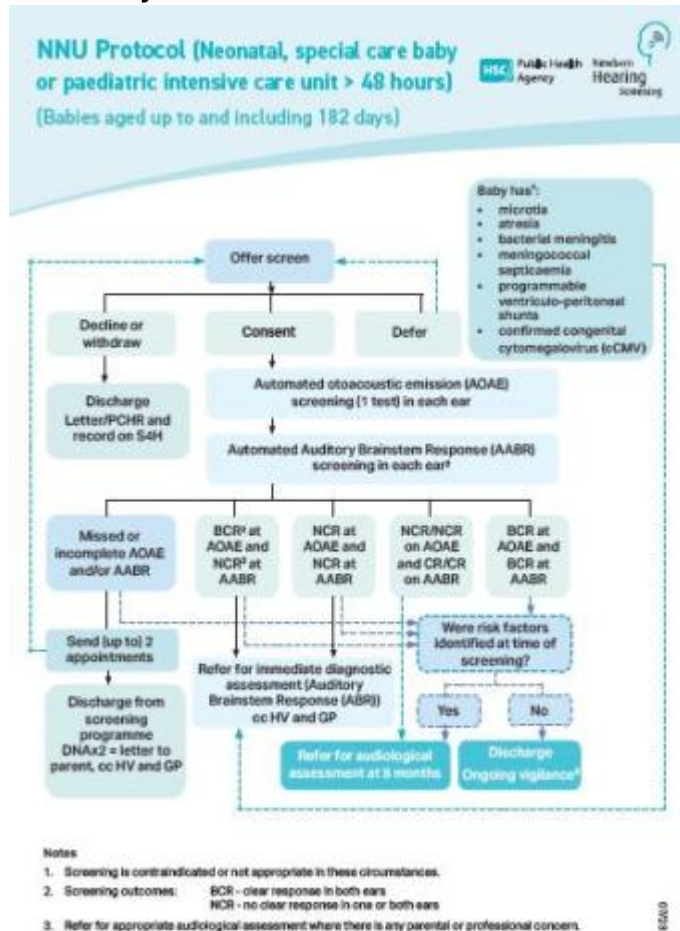 NNU Protocol (Neonatal, special care baby
or paediatric intensive care unit > 48 hours)
(Babies aged up to and including 182 days)
HSC Public Health
Agency
Newborn
Hearing
Screening
Baby has¹:
• microtia
• atresia
• bacterial meningitis
• meningococcal
septicaemia
• programmable
ventriculo-peritoneal
shunts
• confirmed congenital
cytomegalovirus (cCMV)
Offer screen
Decline or
withdraw
Consent
Defer
Discharge
Letter/PCHR and
record on S4H
Automated otoacoustic emission (AOAE)
screening (1 test) in each ear
Automated Auditory Brainstem Response (AABR)
screening in each ear
Missed or
incomplete AOAE
and/or AABR
BCR² at
AOAE and
NCR² at
AABR
NCR at
AOAE and
NCR at
AABR
NCR/NCR
on AOAE
and CR/CR
on AABR
BCR at
AOAE and
BCR at
AABR
Send (up to) 2
appointments
Discharge from
screening
programme
DNAx2 = letter to
parent, cc HV and GP
Refer for immediate diagnostic
assessment (Auditory
Brainstem Response (ABR))
cc HV and GP
Were risk factors
identified at time of
screening?
Yes
No
Refer for audiological
assessment at 8 months
Discharge
Ongoing vigilance³
Notes
1. Screening is contraindicated or not appropriate in these circumstances.
2. Screening outcomes: BCR - clear response in both ears
NCR - no clear response in one or both ears
3. Refer for appropriate audiological assessment where there is any parental or professional concern.
07/23